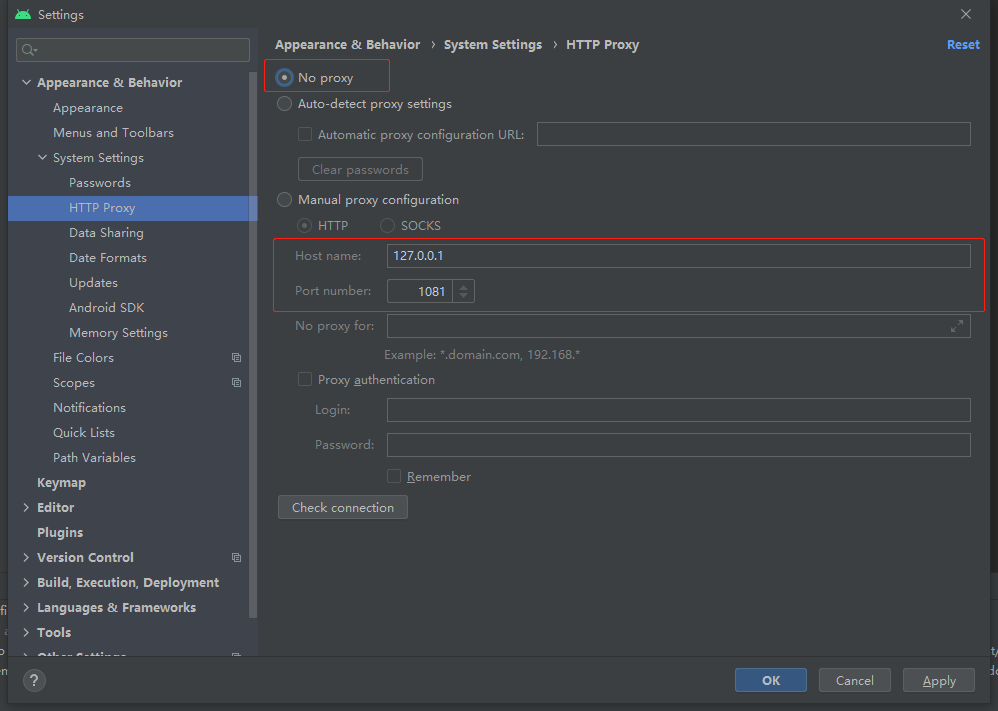 Settings
Appearance & Behavior › System Settings › HTTP Proxy
Reset
Appearance & Behavior
Appearance
Menus and Toolbars
System Settings
Passwords
HTTP Proxy
Data Sharing
Date Formats
Updates
Android SDK
Memory Settings
File Colors
Scopes
Notifications
Quick Lists
Path Variables
Keymap
Editor
Plugins
Version Control
Build, Execution, Deployment
Languages & Frameworks
Tools
Other Settings
No proxy
Auto-detect proxy settings
Automatic proxy configuration URL:
Clear passwords
Manual proxy configuration
HTTP SOCKS
Host name: 127.0.0.1
Port number: 1081
No proxy for:
Example: *.domain.com, 192.168.*
Proxy authentication
Login:
Password:
Remember
Check connection
?
OK Cancel Apply